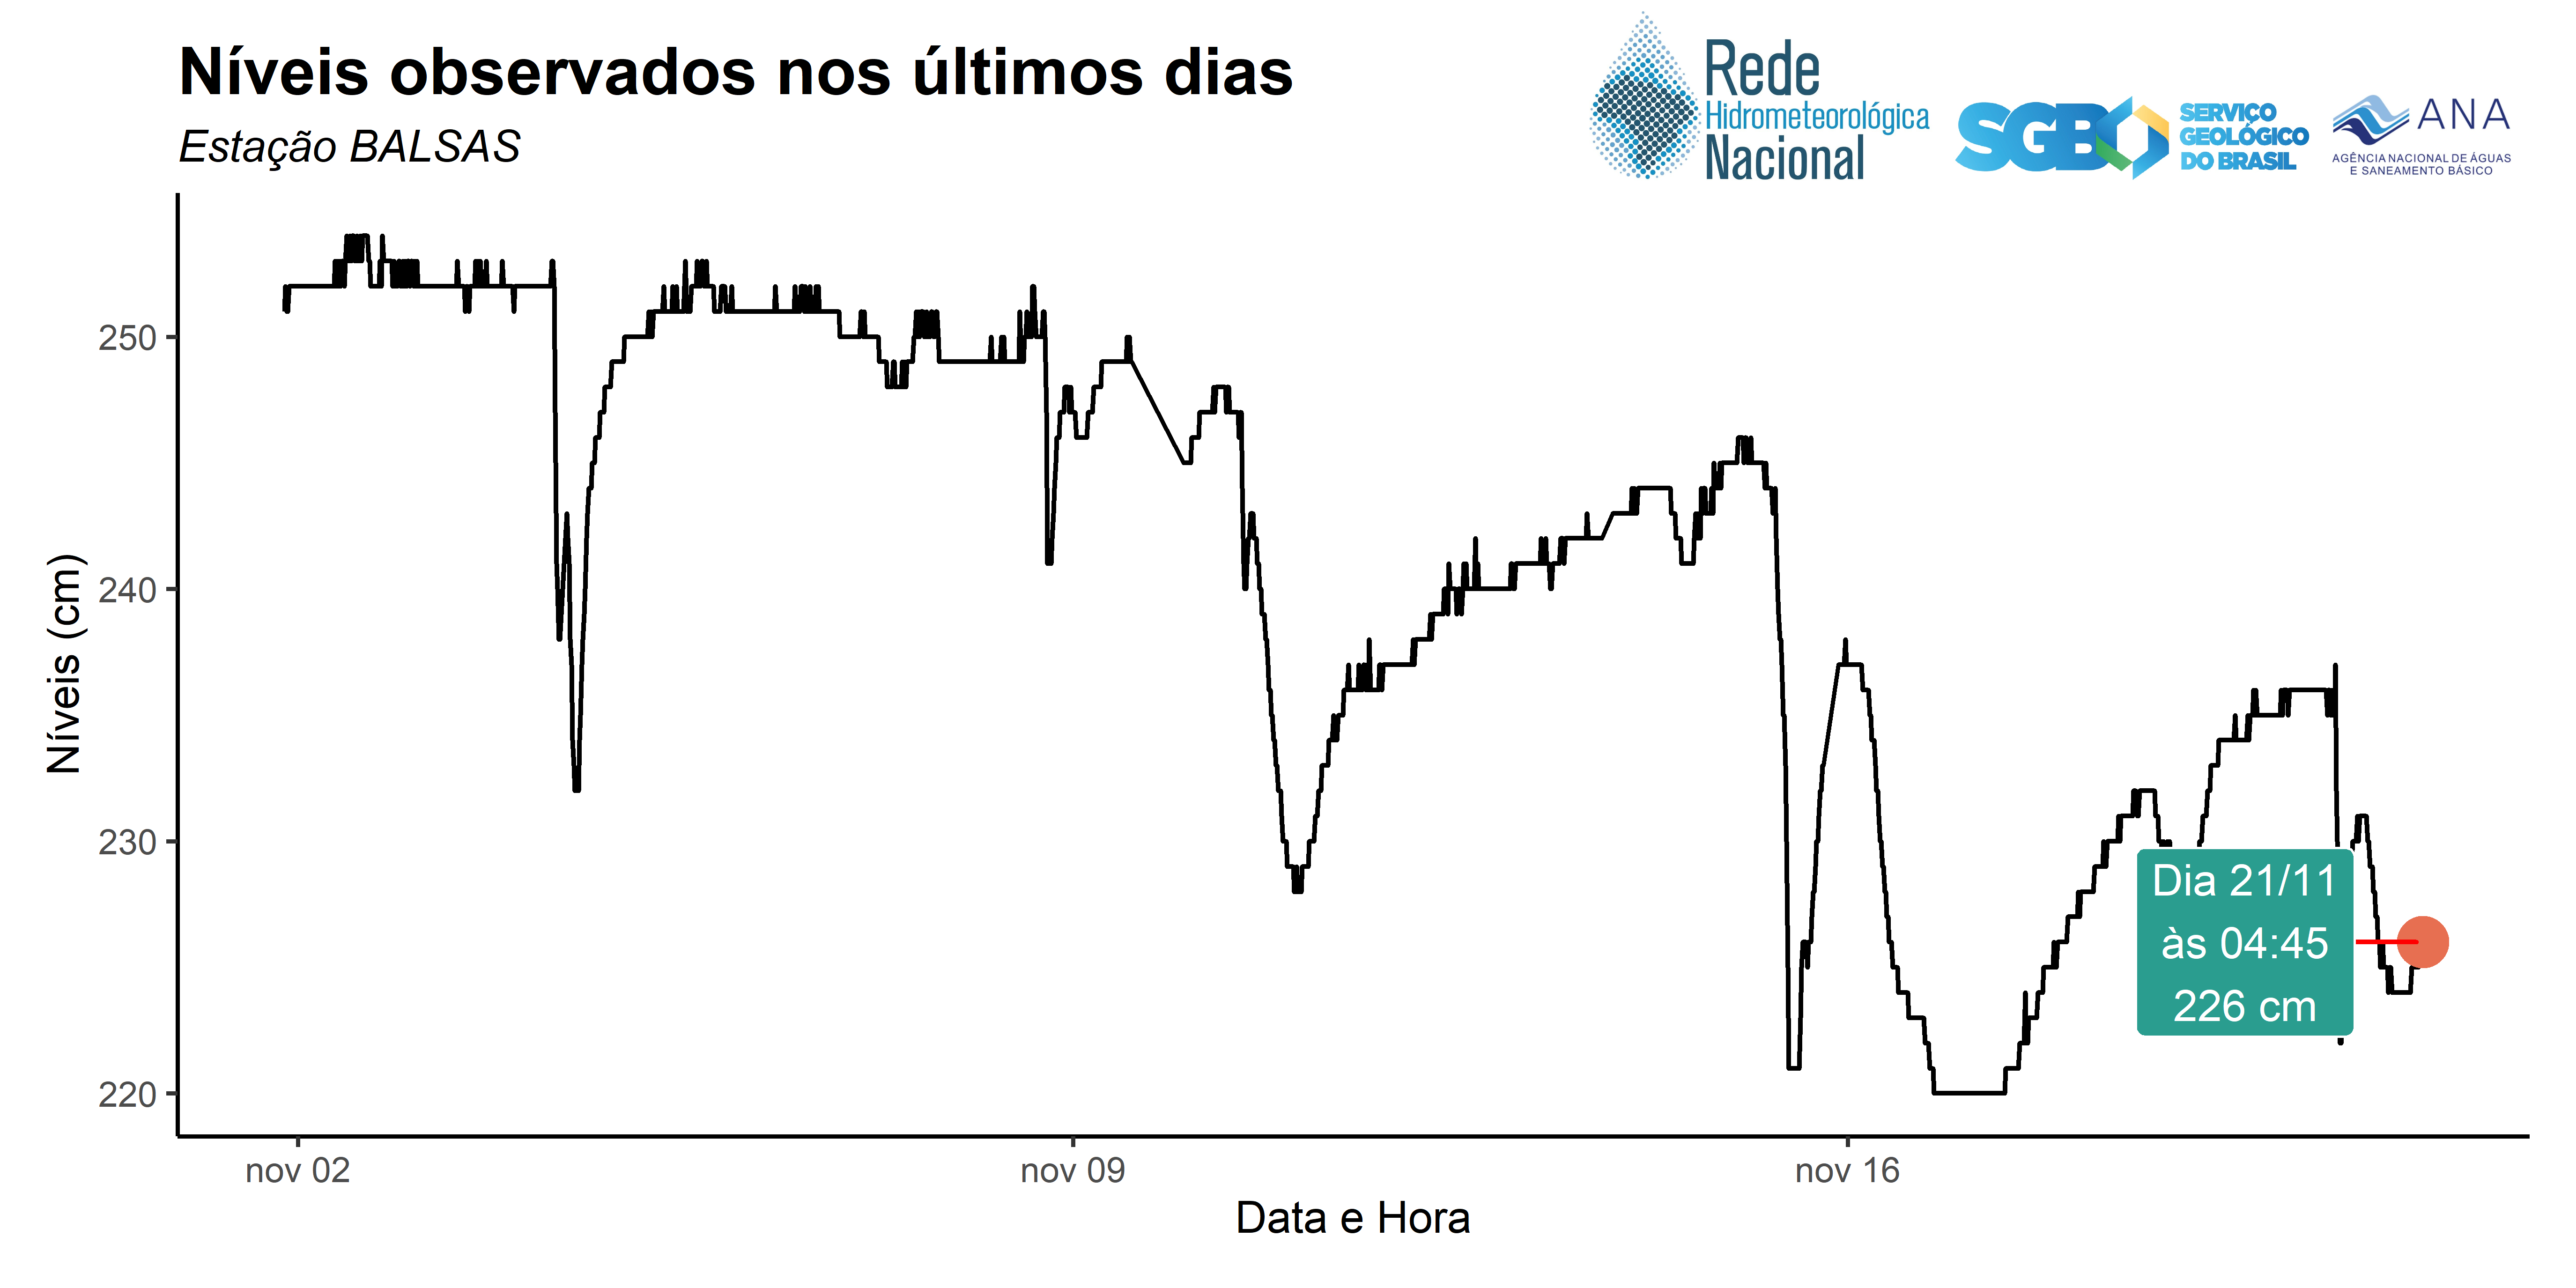 Níveis observados nos últimos dias
Estação BALSAS
Rede
Hidrometeorológica
Nacional
SGB
SERVIÇO
GEOLÓGICO
DO BRASIL
ANA
AGÊNCIA NACIONAL DE ÁGUAS
E SANEAMENTO BÁSICO
Níveis (cm)
250
240
230
220
Dia 21/11
às 04:45
226 cm
nov 02
nov 09
nov 16
Data e Hora